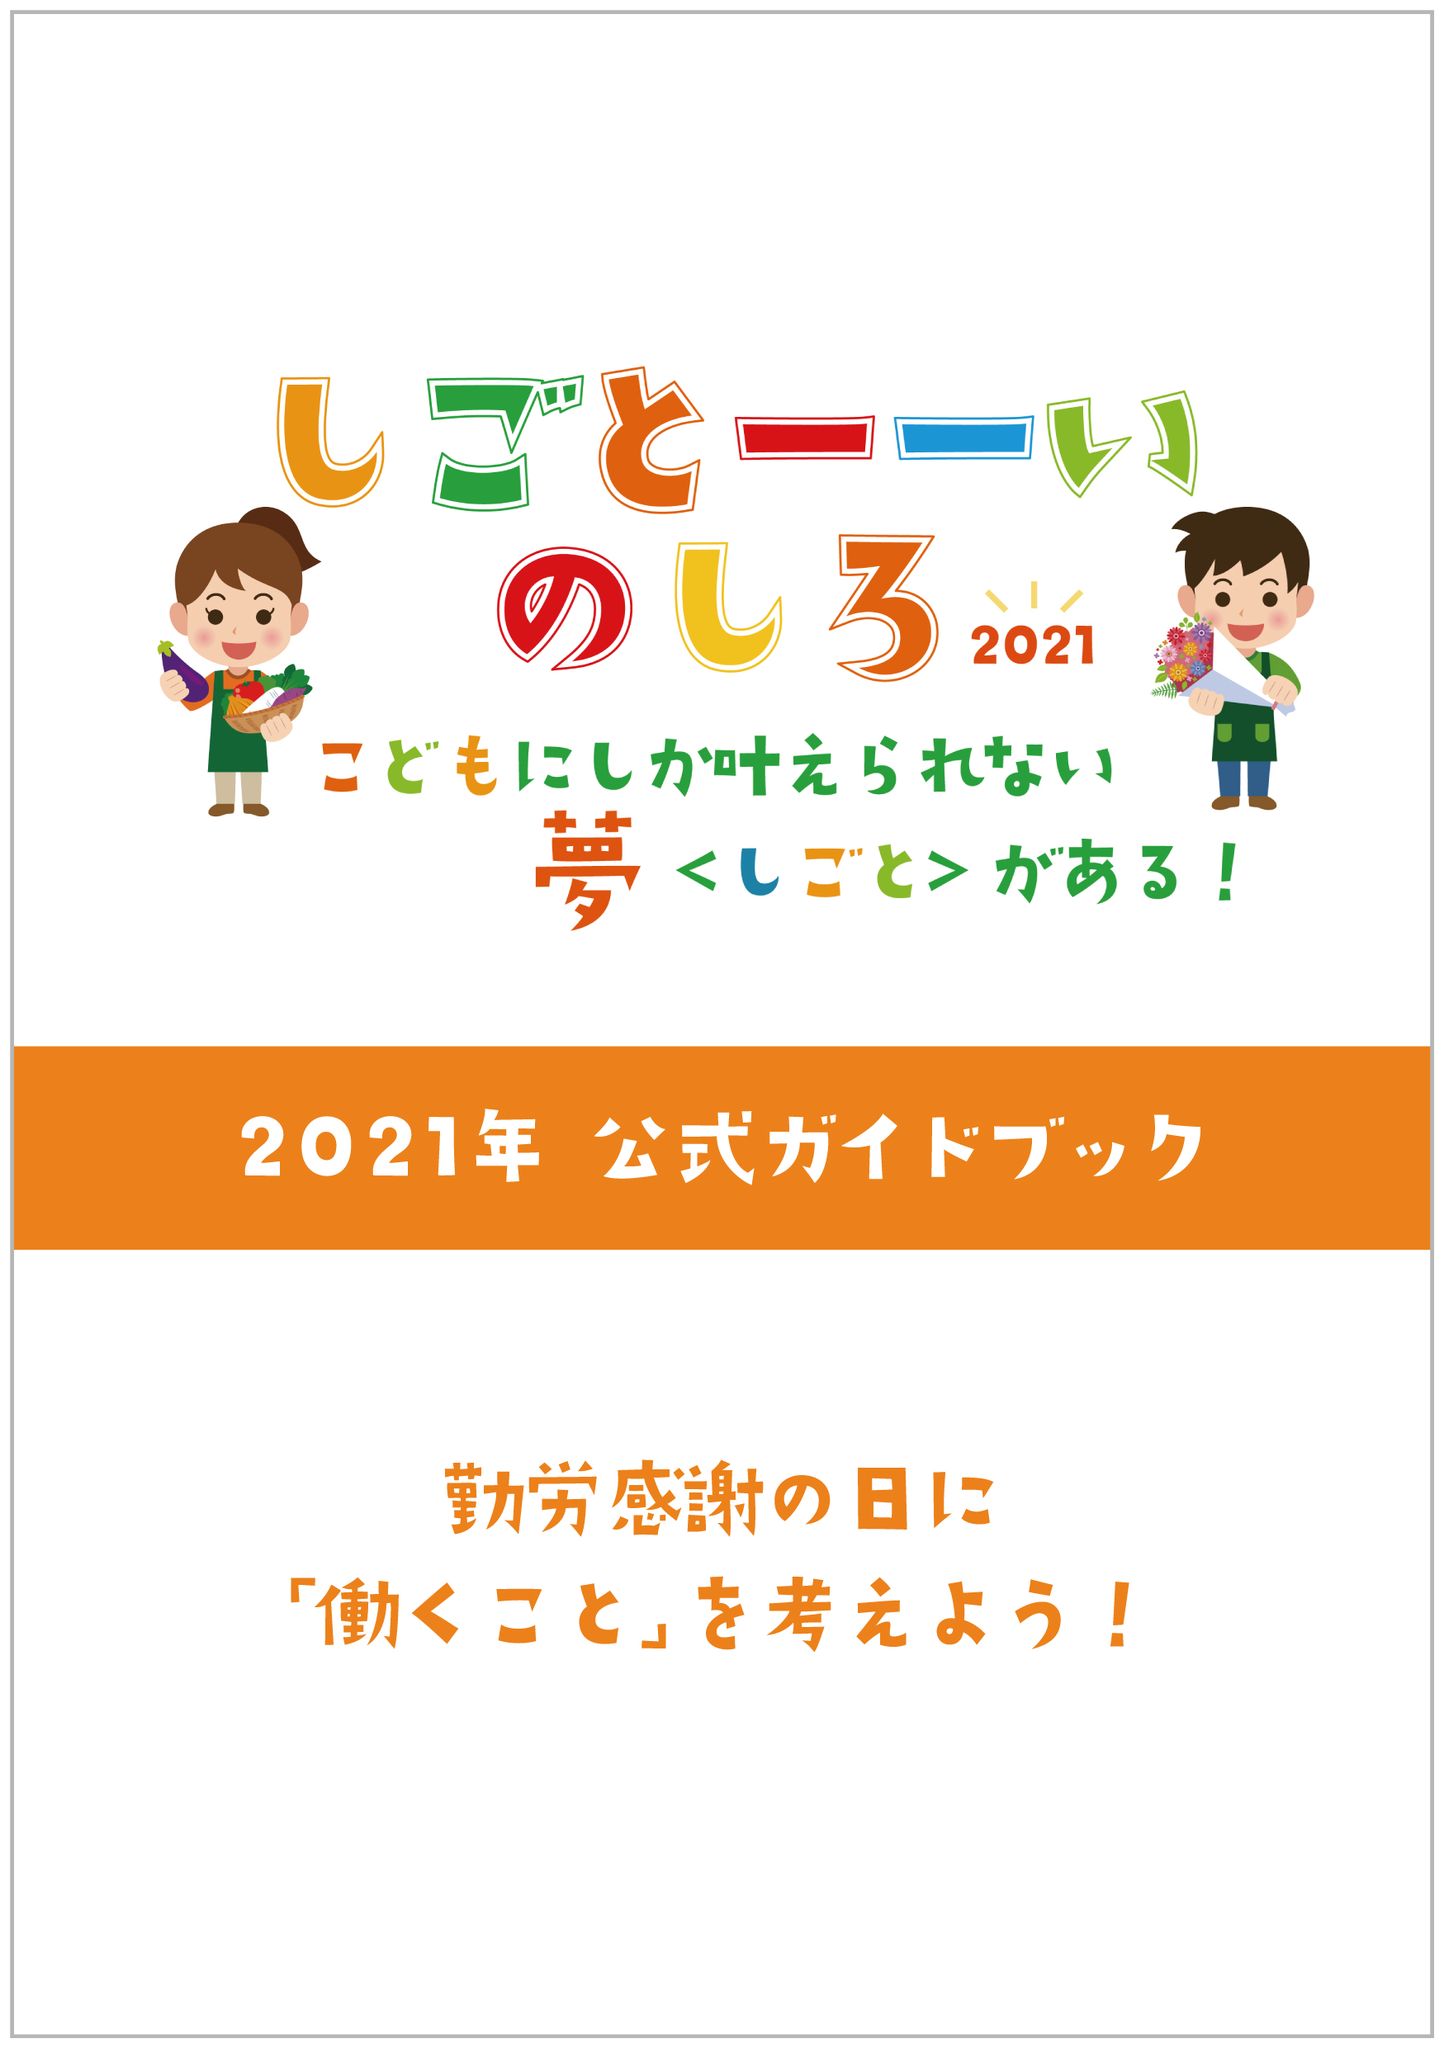 しごとーーい
のしろ 2021
こどもにしか叶えられない
夢<しごと>がある！
2021年 公式ガイドブック
勤労感謝の日に
「働くこと」を考えよう！